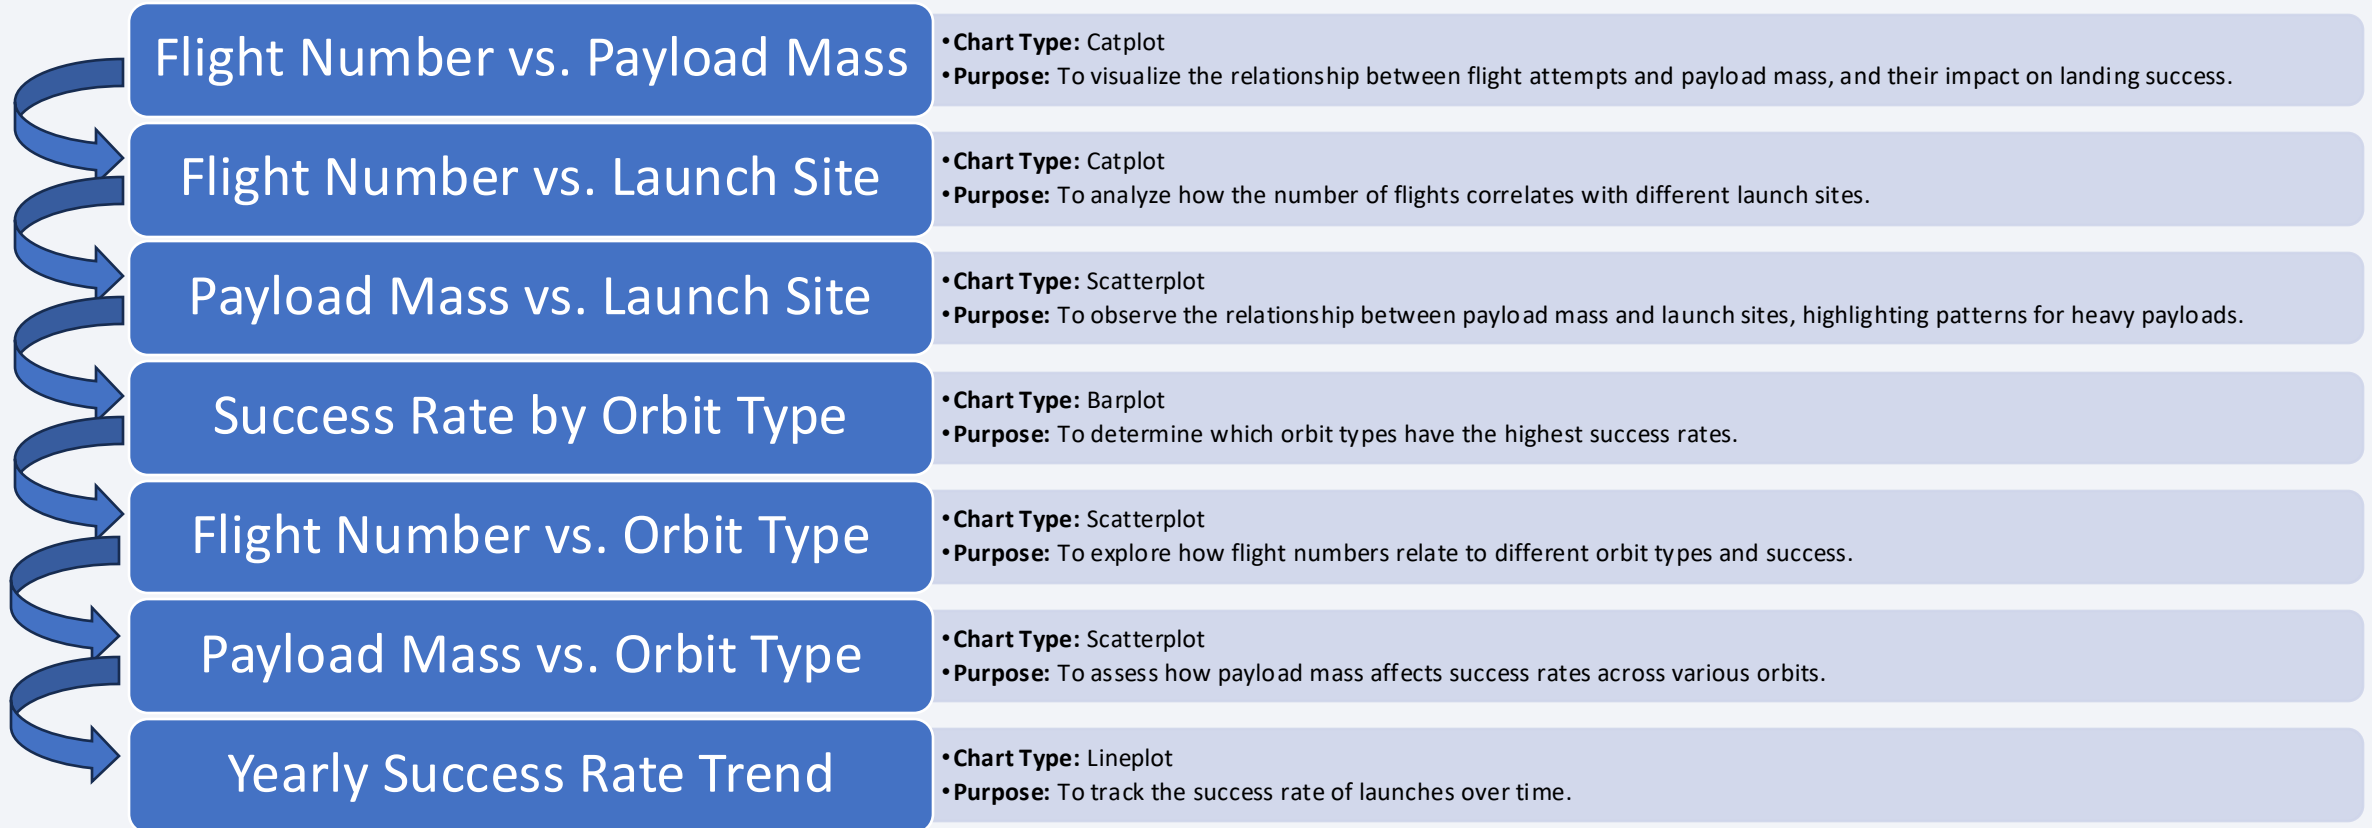 Flight Number vs. Payload Mass
•Chart Type: Catplot
•Purpose: To visualize the relationship between flight attempts and payload mass, and their impact on landing success.
Flight Number vs. Launch Site
•Chart Type: Catplot
•Purpose: To analyze how the number of flights correlates with different launch sites.
Payload Mass vs. Launch Site
•Chart Type: Scatterplot
•Purpose: To observe the relationship between payload mass and launch sites, highlighting patterns for heavy payloads.
Success Rate by Orbit Type
•Chart Type: Barplot
•Purpose: To determine which orbit types have the highest success rates.
Flight Number vs. Orbit Type
•Chart Type: Scatterplot
•Purpose: To explore how flight numbers relate to different orbit types and success.
Payload Mass vs. Orbit Type
•Chart Type: Scatterplot
•Purpose: To assess how payload mass affects success rates across various orbits.
Yearly Success Rate Trend
•Chart Type: Lineplot
•Purpose: To track the success rate of launches over time.